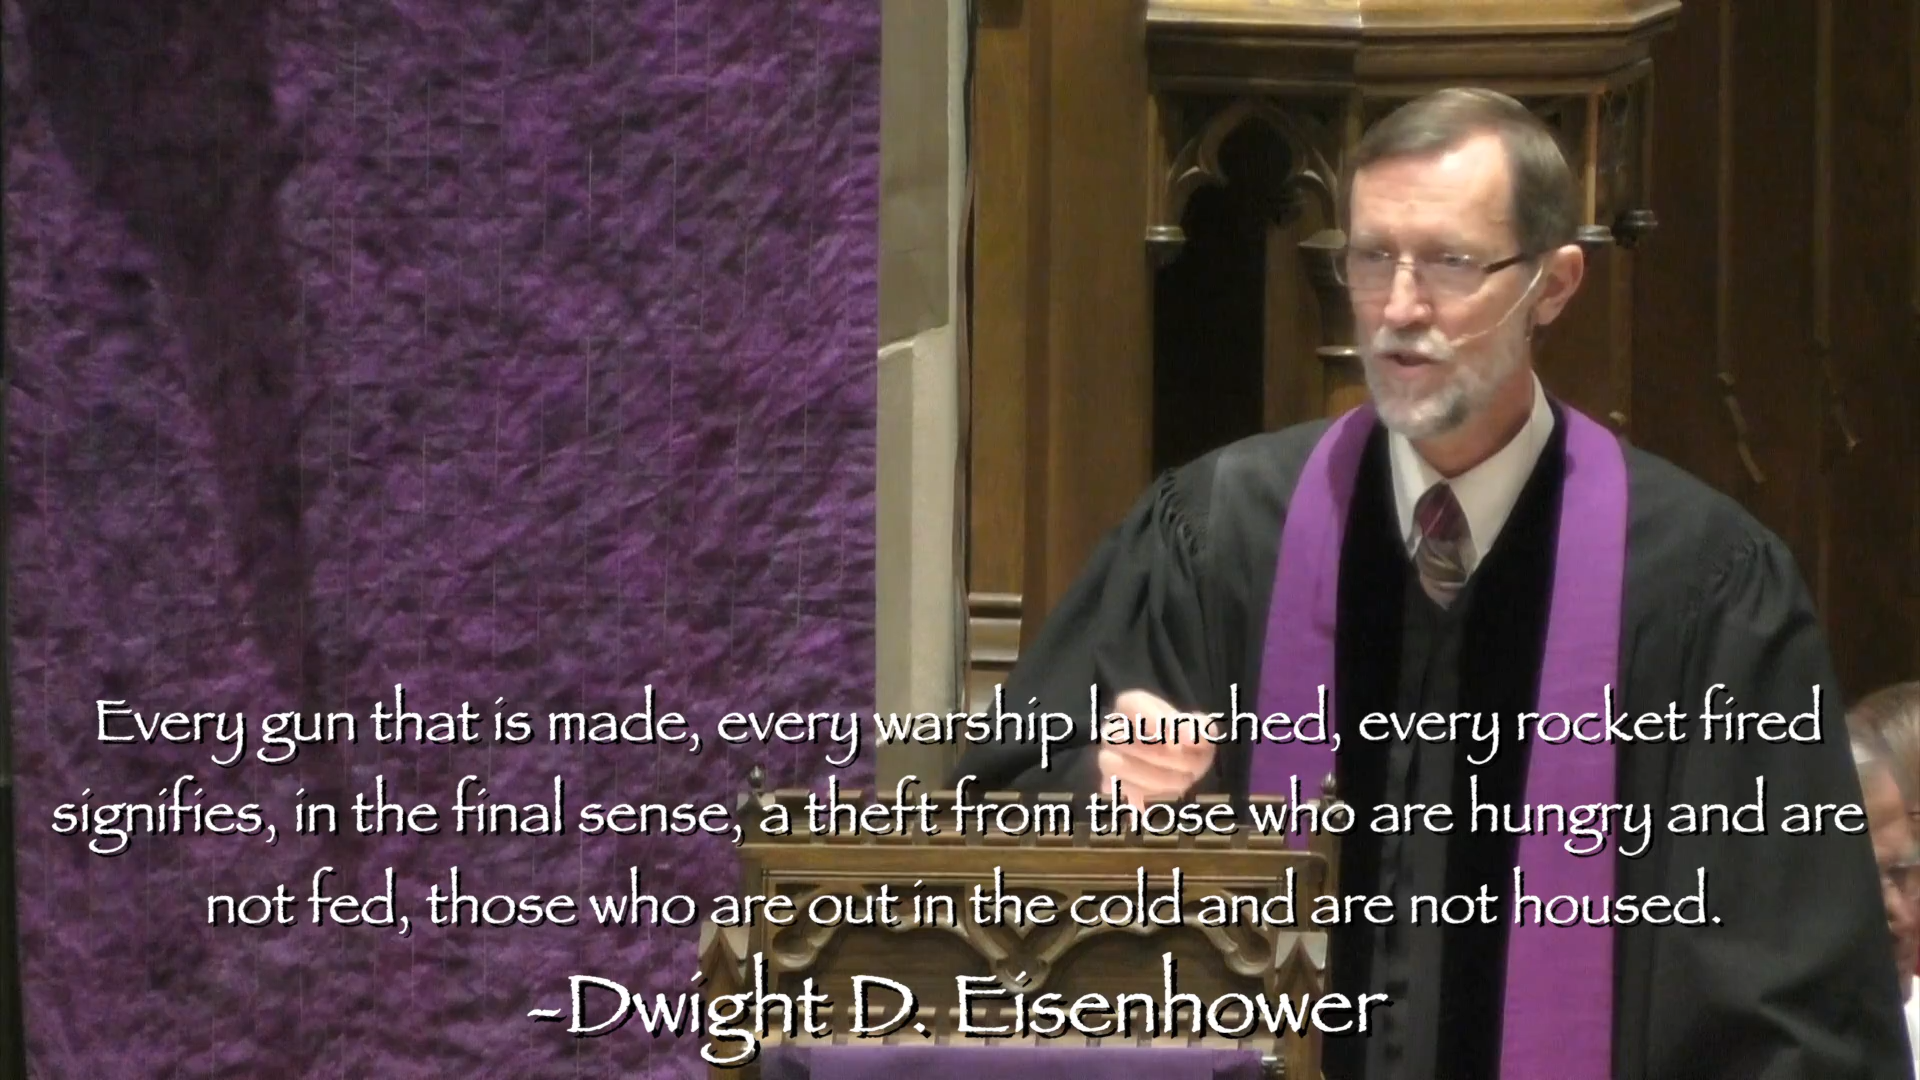 Every gun that is made, every warship launched, every rocket fired
signifies, in the final sense, a theft from those who are hungry and are
not fed, those who are out in the cold and are not housed.
~Dwight D. Eisenhower